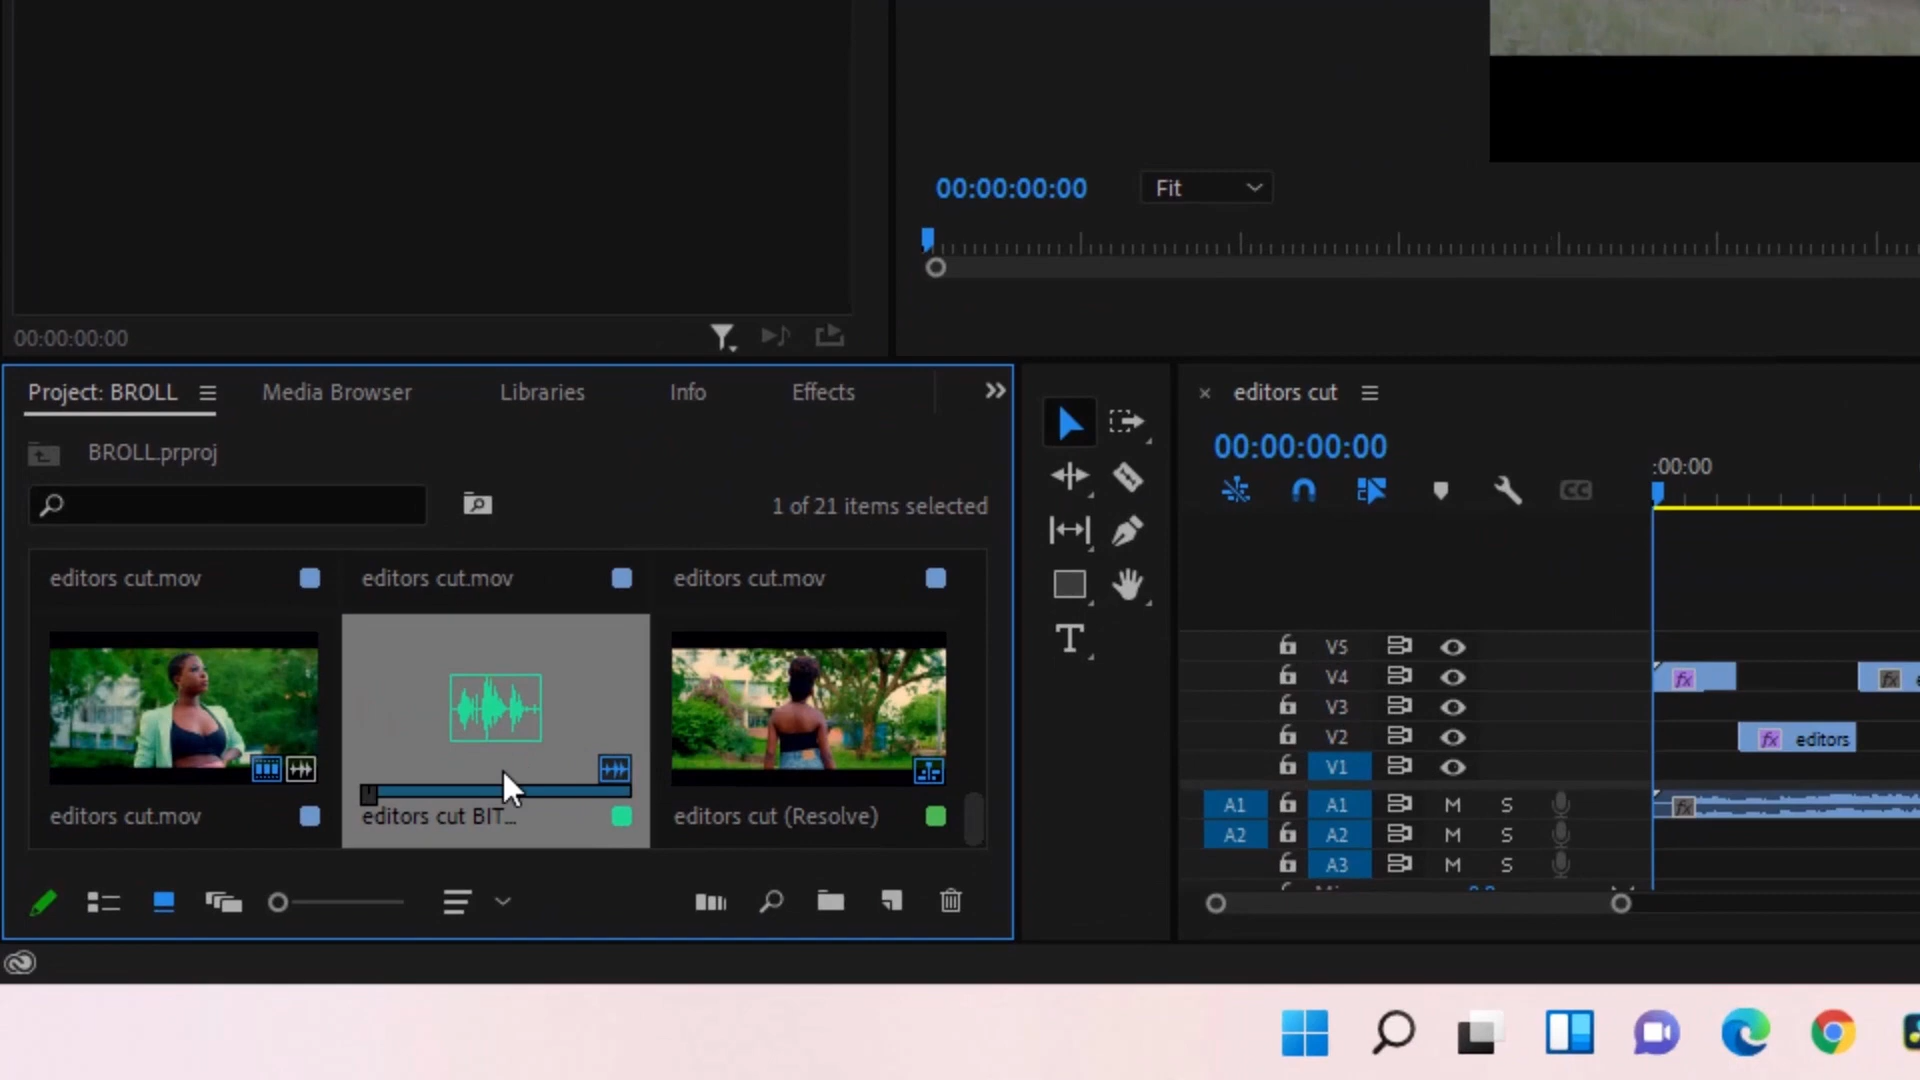 00:00:00:00
Fit
00:00:00:00
Project: BROLL
Media Browser
Libraries
Info
Effects
BROLL.prproj
1 of 21 items selected
editors cut.mov
editors cut.mov
editors cut.mov
editors cut.mov
editors cut BIT...
editors cut (Resolve)
T
× editors cut
00:00:00:00
:00:00
CC
V5
V4 fx fx
V3
V2 fx editors
V1
A1 A1 M S fx
A2 A2 M S
A3 M S